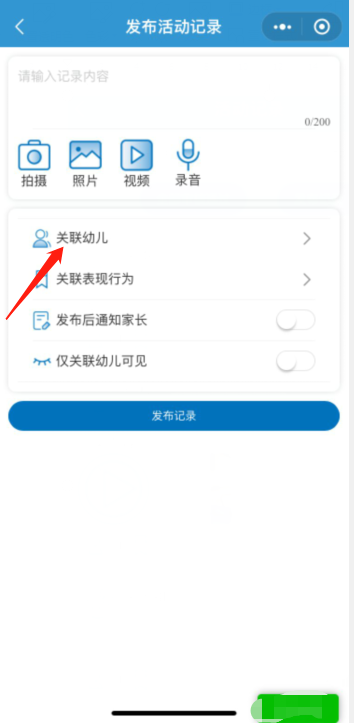 发布活动记录
请输入记录内容
0/200
拍摄 照片 视频 录音
关联幼儿
关联表现行为
发布后通知家长
仅关联幼儿可见
发布记录